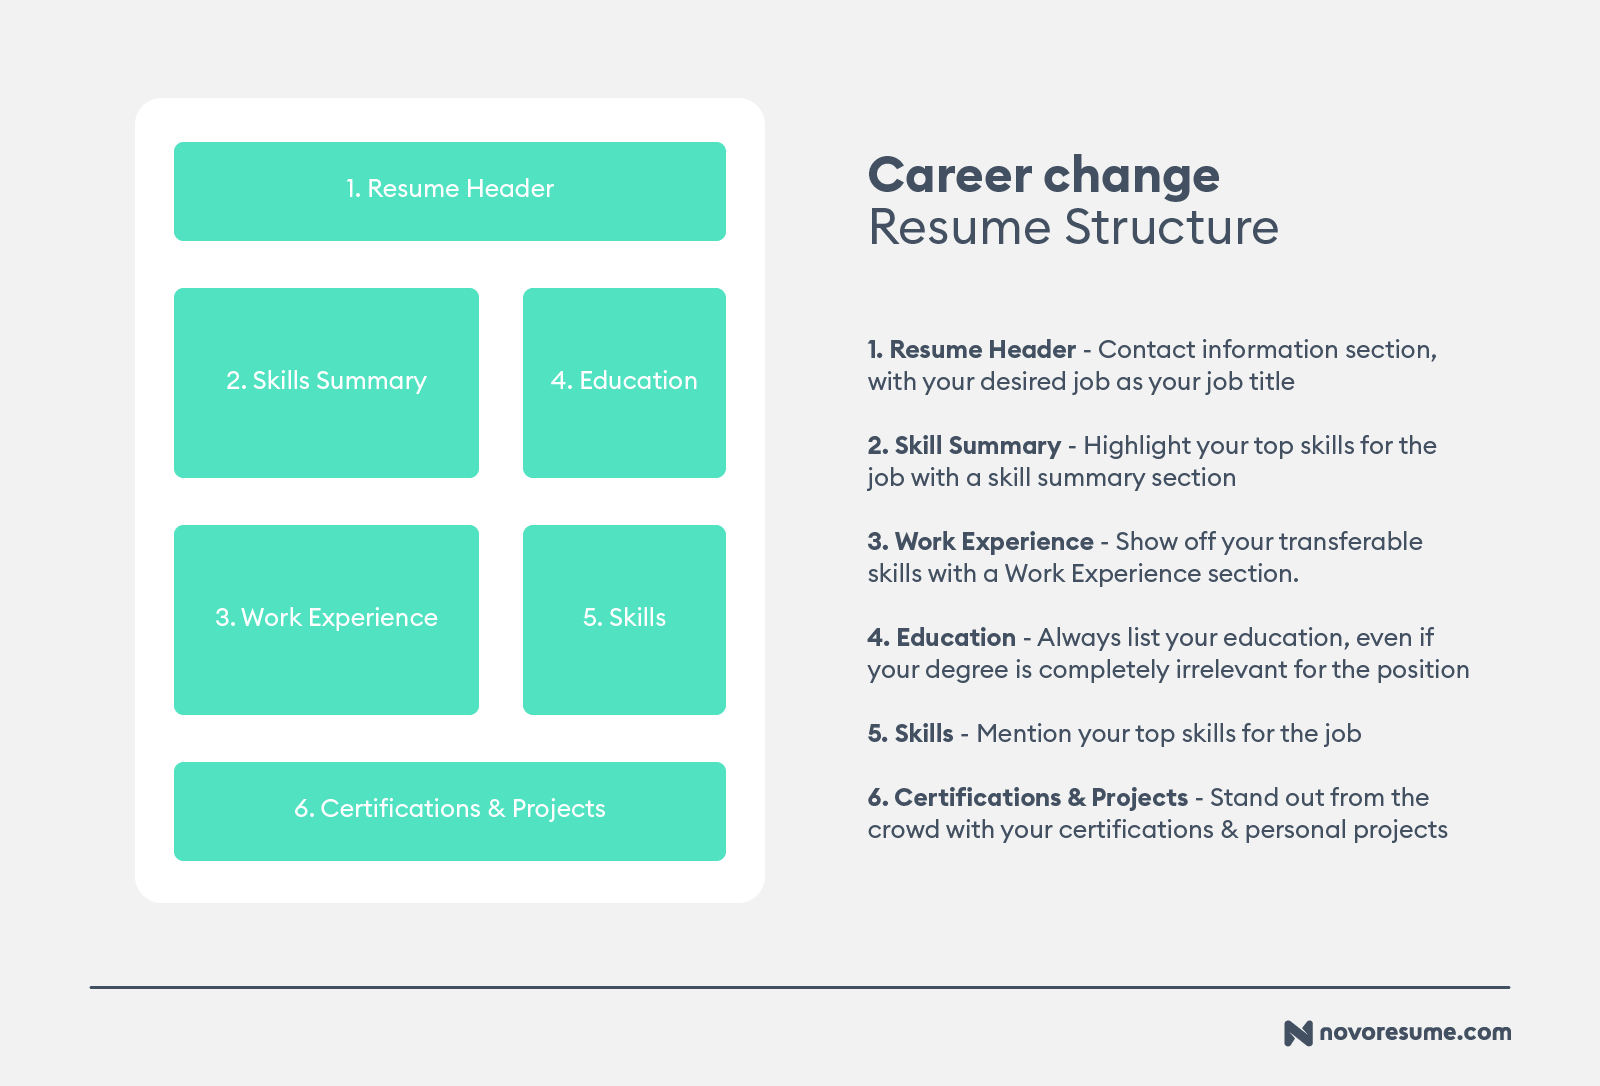 1. Resume Header
2. Skills Summary
4. Education
3. Work Experience
5. Skills
6. Certifications & Projects
Career change
Resume Structure
1. Resume Header - Contact information section,
with your desired job as your job title
2. Skill Summary - Highlight your top skills for the
job with a skill summary section
3. Work Experience - Show off your transferable
skills with a Work Experience section.
4. Education - Always list your education, even if
your degree is completely irrelevant for the position
5. Skills - Mention your top skills for the job
6. Certifications & Projects - Stand out from the
crowd with your certifications & personal projects
novoresume.com